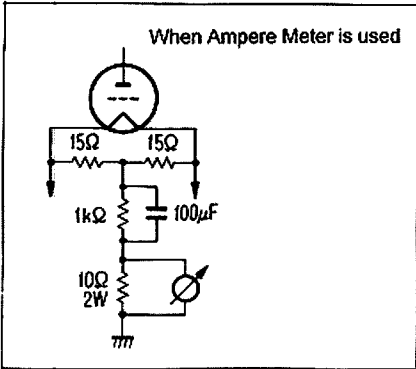 When Ampere Meter is used
15Ω 15Ω
1kΩ 100μF
10Ω
2W